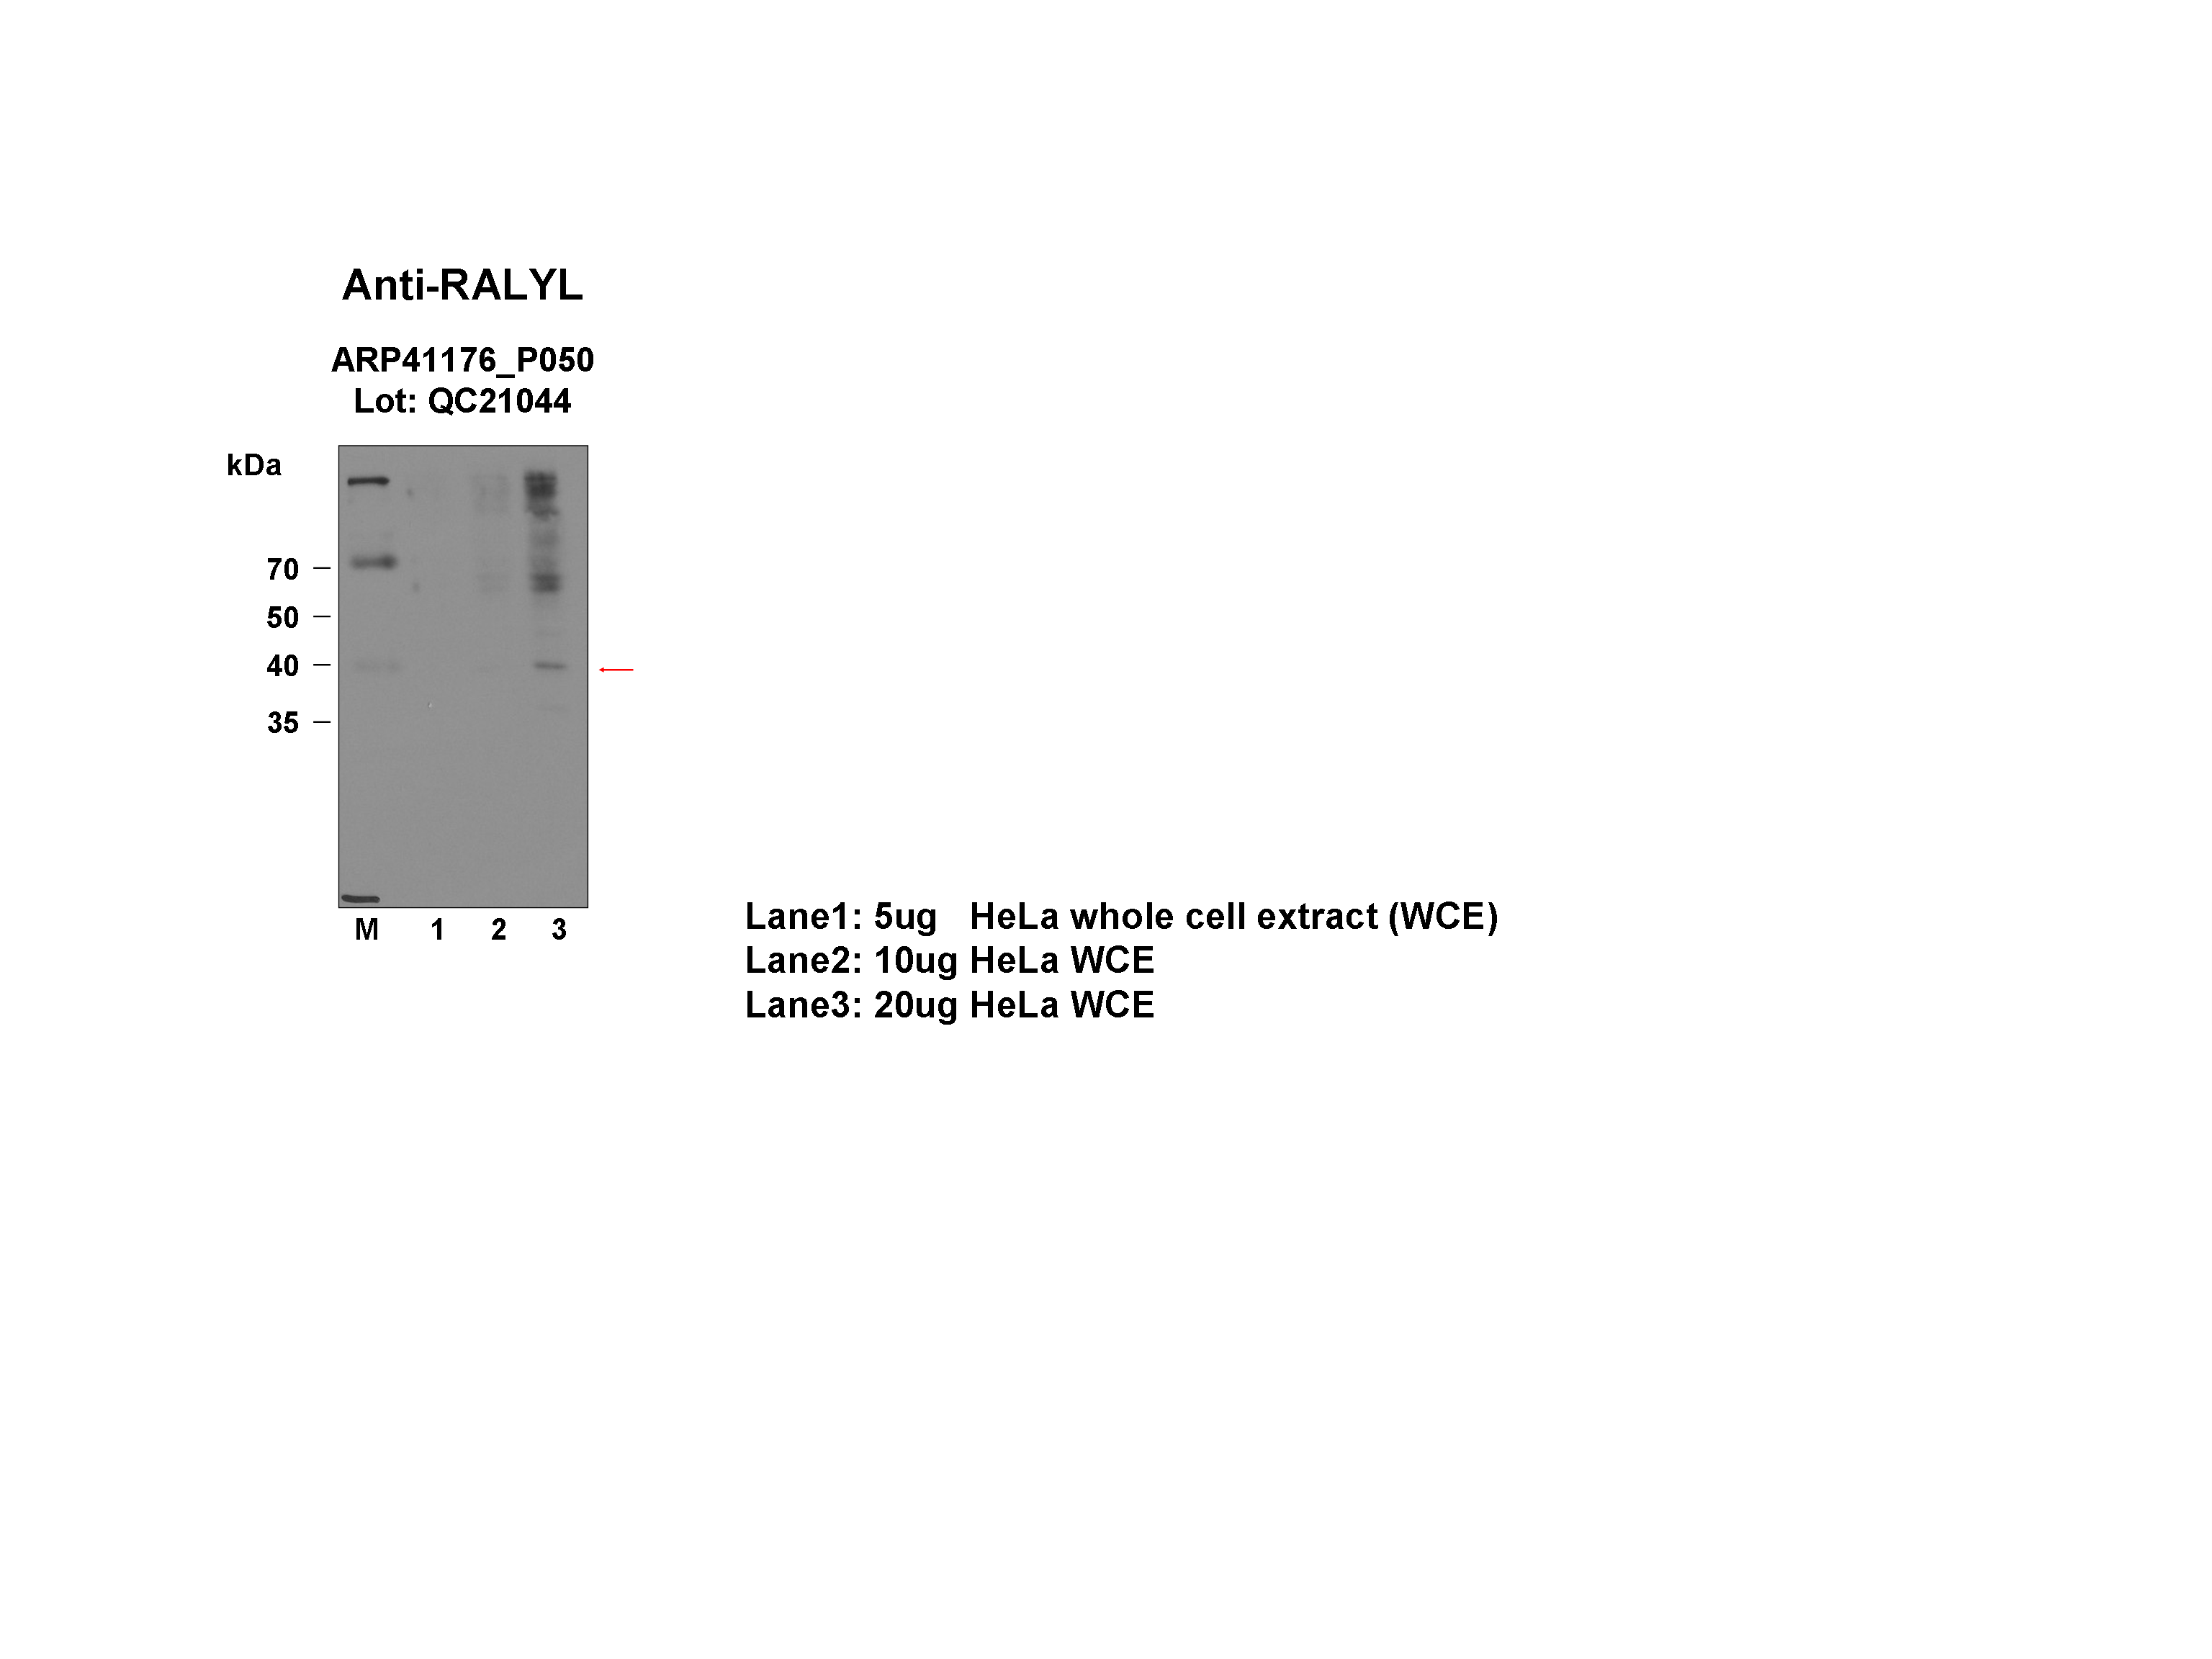 Anti-RALYL
ARP41176_P050
Lot: QC21044
kDa
70
50
40
35
M 1 2 3
Lane1: 5ug HeLa whole cell extract (WCE)
Lane2: 10ug HeLa WCE
Lane3: 20ug HeLa WCE